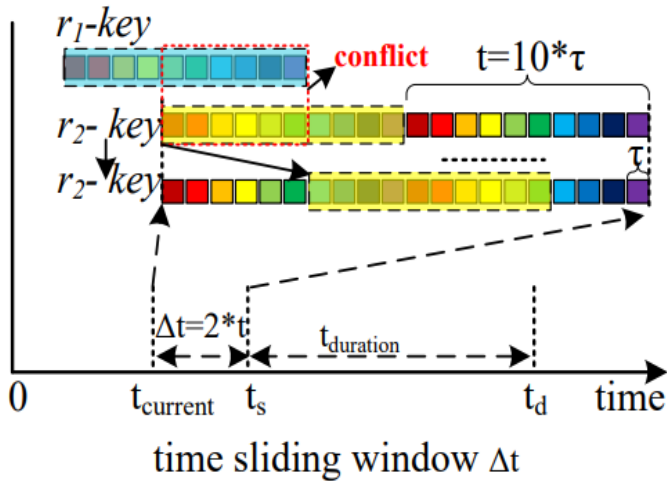 r1-key
conflict
t=10*τ
r2- key
r2- key
τ
Δt=2*t
tduration
0 tcurrent ts td time
time sliding window Δt